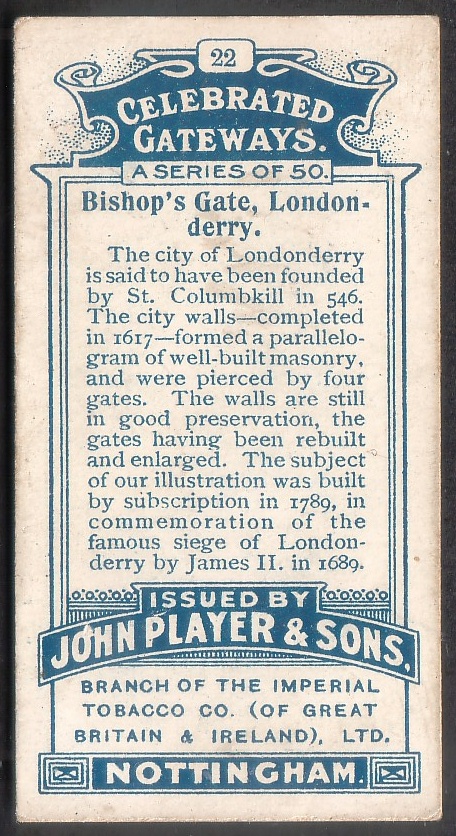 22
CELEBRATED
GATEWAYS.
A SERIES OF 50.
Bishop's Gate, London-
derry.
The city of Londonderry
is said to have been founded
by St. Columbkill in 546.
The city walls—completed
in 1617—formed a parallelo-
gram of well-built masonry,
and were pierced by four
gates. The walls are still
in good preservation, the
gates having been rebuilt
and enlarged. The subject
of our illustration was built
by subscription in 1789, in
commemoration of the
famous siege of London-
derry by James II. in 1689.
ISSUED BY
JOHN PLAYER & SONS,
BRANCH OF THE IMPERIAL
TOBACCO CO. (OF GREAT
BRITAIN & IRELAND), LTD.
NOTTINGHAM.